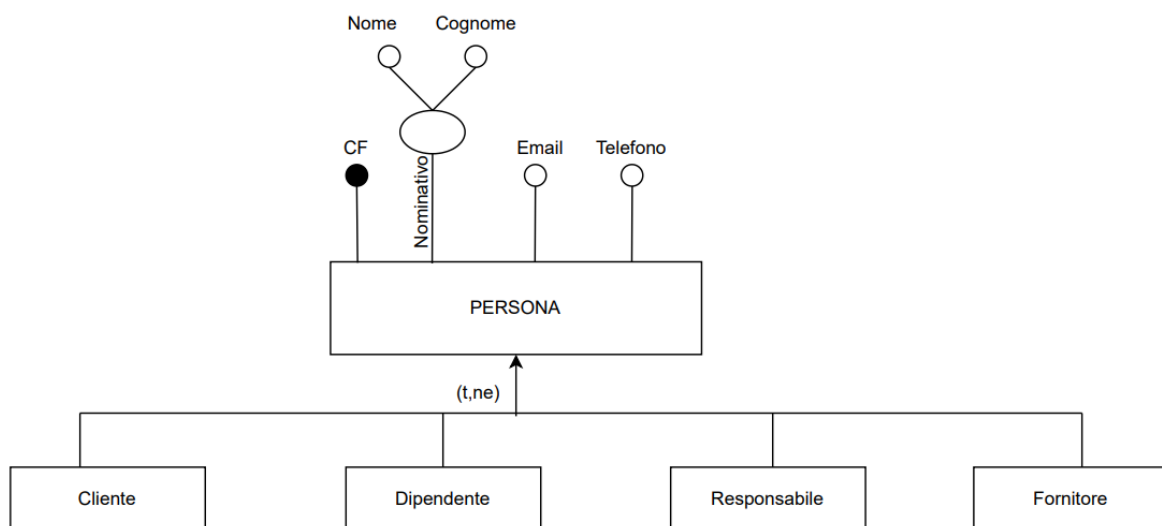 Nome
Cognome
CF
Nominativo
Email
Telefono
PERSONA
(t,ne)
Cliente
Dipendente
Responsabile
Fornitore